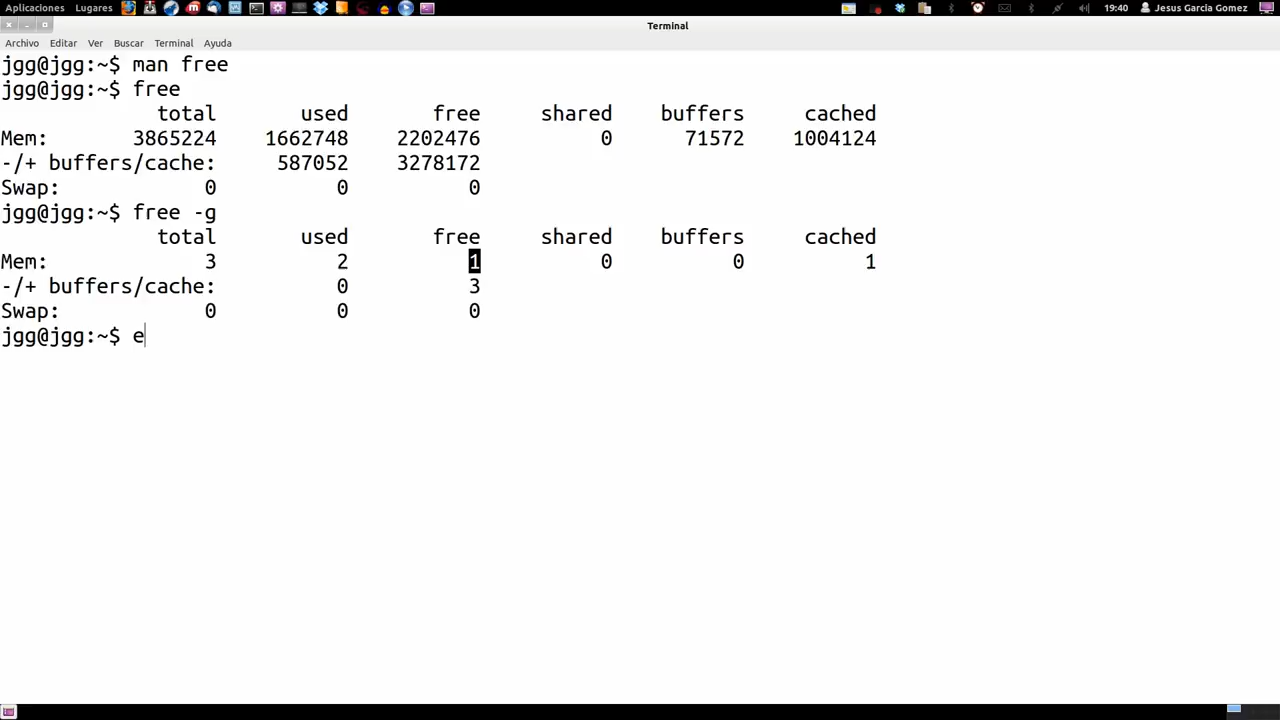 Aplicaciones Lugares 19:40 Jesus Garcia Gomez
Terminal
Archivo Editar Ver Buscar Terminal Ayuda
jgg@jgg:~$ man free
jgg@jgg:~$ free
total used free shared buffers cached
Mem: 3865224 1662748 2202476 0 71572 1004124
-/+ buffers/cache: 587052 3278172
Swap: 0 0 0
jgg@jgg:~$ free -g
total used free shared buffers cached
Mem: 3 2 1 0 0 1
-/+ buffers/cache: 0 3
Swap: 0 0 0
jgg@jgg:~$ e